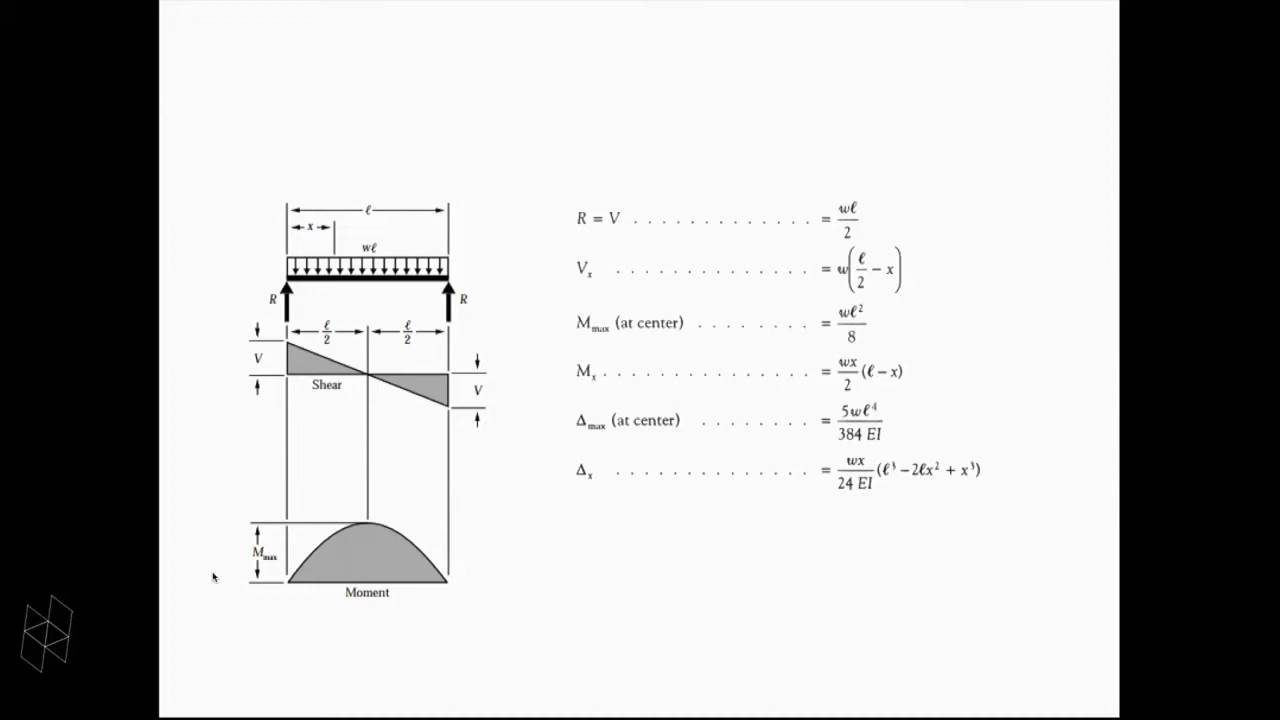 ℓ
x
wℓ
R R
ℓ/2 ℓ/2
V
Shear
V
M_max
Moment
R = V . . . . . . . . . . . . . = wℓ/2
V_x . . . . . . . . . . . . . . = w(ℓ/2 − x)
M_max (at center) . . . . . . . . = wℓ²/8
M_x . . . . . . . . . . . . . . . = wx/2 (ℓ − x)
Δ_max (at center) . . . . . . . . = 5wℓ⁴/384 EI
Δ_x . . . . . . . . . . . . . . = wx/24 EI (ℓ³ − 2ℓx² + x³)